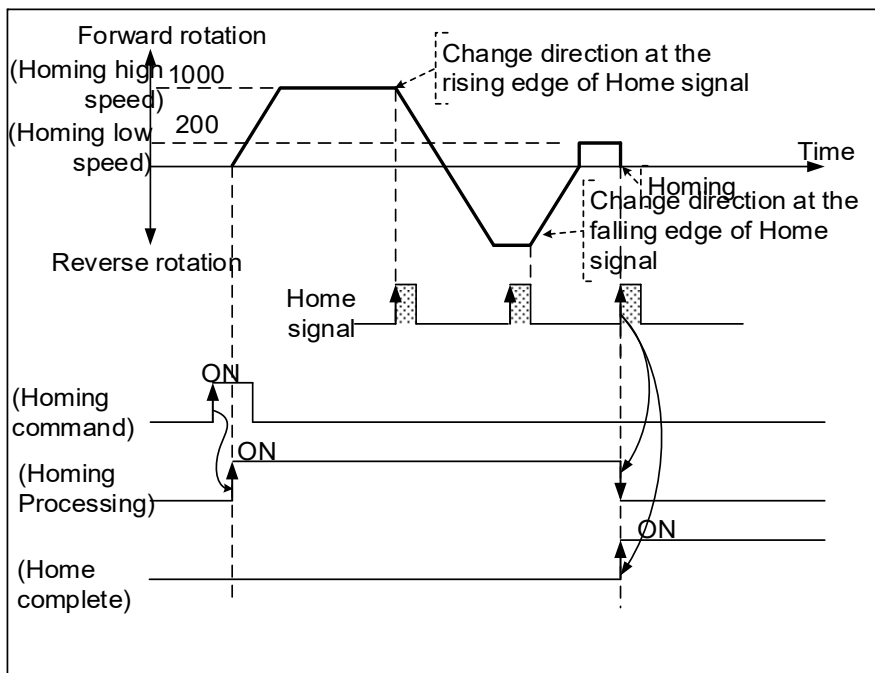 Forward rotation
(Homing high
speed)
1000
Change direction at the
rising edge of Home signal
(Homing low
speed)
200
Time
Homing
Change direction at the
falling edge of Home
signal
Reverse rotation
Home
signal
ON
(Homing
command)
ON
(Homing
Processing)
ON
(Home
complete)